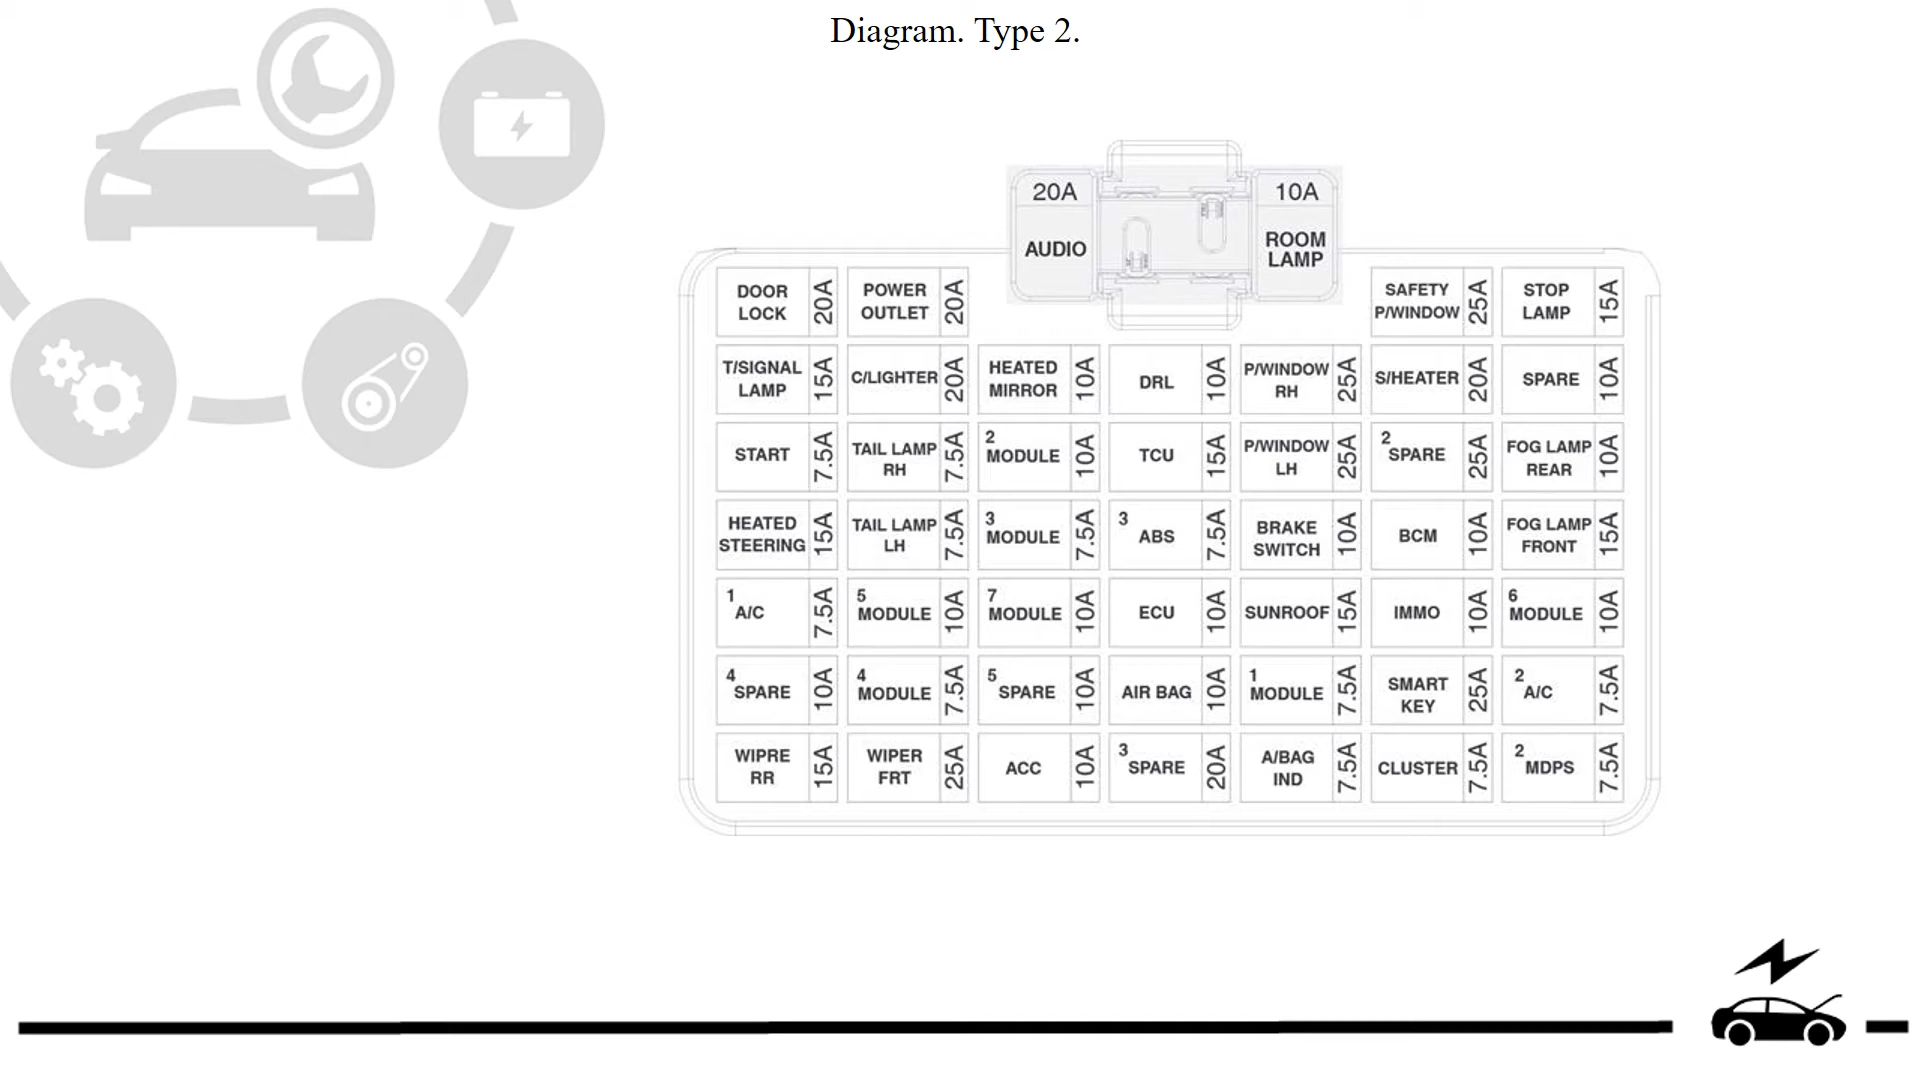 Diagram. Type 2.
20A
10A
AUDIO
ROOM
LAMP
DOOR
LOCK
20A
POWER
OUTLET
20A
SAFETY
P/WINDOW
25A
STOP
LAMP
15A
T/SIGNAL
LAMP
15A
C/LIGHTER
20A
HEATED
MIRROR
10A
DRL
10A
P/WINDOW
RH
25A
S/HEATER
20A
SPARE
10A
START
7.5A
TAIL LAMP
RH
7.5A
2
MODULE
10A
TCU
15A
P/WINDOW
LH
25A
2
SPARE
25A
FOG LAMP
REAR
10A
HEATED
STEERING
15A
TAIL LAMP
LH
7.5A
3
MODULE
7.5A
3
ABS
7.5A
BRAKE
SWITCH
10A
BCM
10A
FOG LAMP
FRONT
15A
1
A/C
7.5A
5
MODULE
10A
7
MODULE
10A
ECU
10A
SUNROOF
15A
IMMO
10A
6
MODULE
10A
4
SPARE
10A
4
MODULE
7.5A
5
SPARE
10A
AIR BAG
10A
1
MODULE
7.5A
SMART
KEY
25A
2
A/C
7.5A
WIPRE
RR
15A
WIPER
FRT
25A
ACC
10A
3
SPARE
20A
A/BAG
IND
7.5A
CLUSTER
7.5A
2
MDPS
7.5A